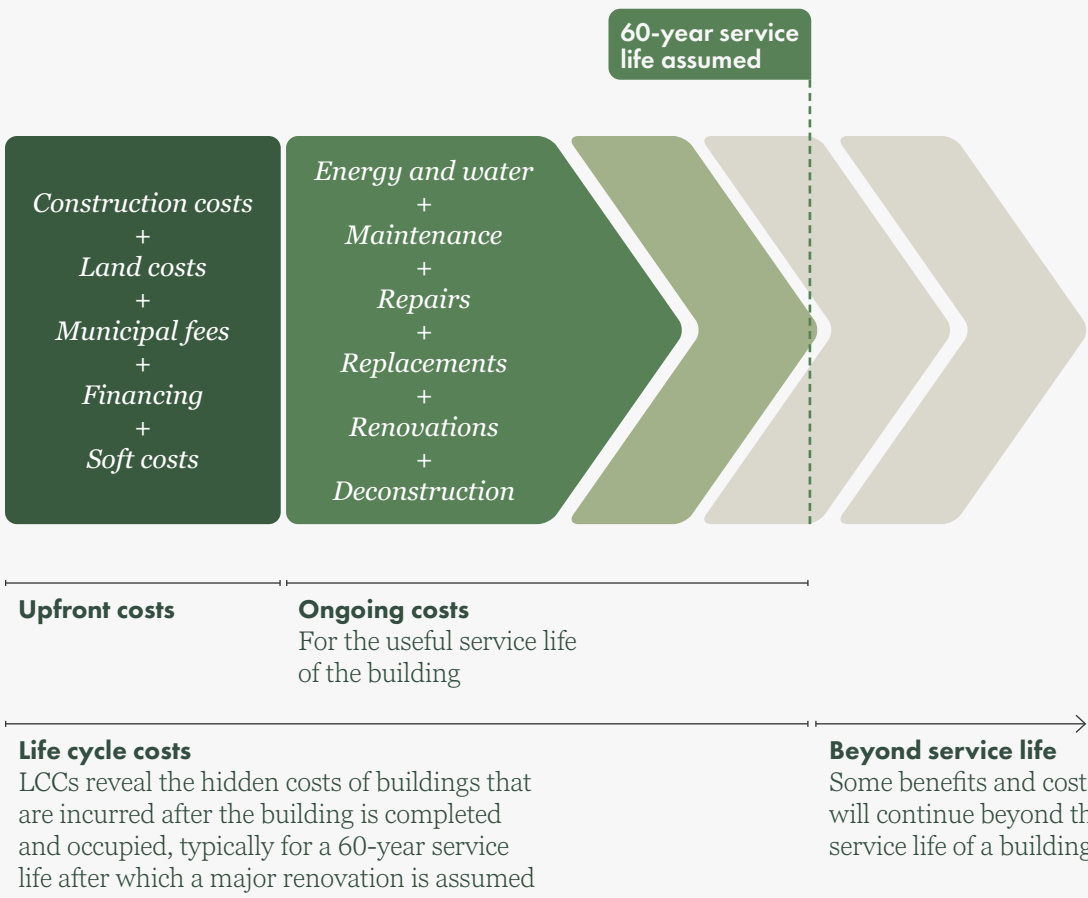 60-year service
life assumed
Construction costs
+
Land costs
+
Municipal fees
+
Financing
+
Soft costs
Energy and water
+
Maintenance
+
Repairs
+
Replacements
+
Renovations
+
Deconstruction
Upfront costs
Ongoing costs
For the useful service life
of the building
Life cycle costs
LCCs reveal the hidden costs of buildings that
are incurred after the building is completed
and occupied, typically for a 60-year service
life after which a major renovation is assumed
Beyond service life
Some benefits and cost
will continue beyond th
service life of a building